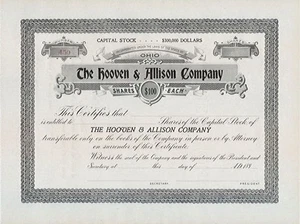 CAPITAL STOCK $300,000 DOLLARS
OHIO
The Hooven & Allison Company
SHARES $100 EACH
This Certifies that
is entitled to Shares of the Capital Stock of
THE HOOVEN & ALLISON COMPANY
transferable only on the books of the Company in person or by Attorney
on surrender of this Certificate.
Witness the seal of the Company and the signatures of the President and
Secretary at this day of A.D. 188
SECRETARY. PRESIDENT.